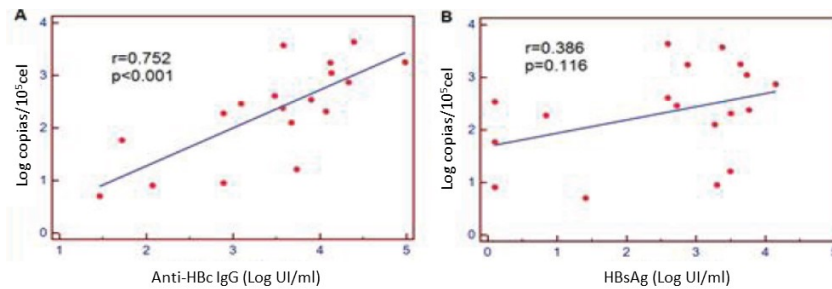 A
r=0.752
p<0.001
Log copias/10⁵cel
4
3
2
1
0
1 2 3 4 5
Anti-HBc IgG (Log UI/ml)
B
r=0.386
p=0.116
Log copias/10⁵cel
4
3
2
1
0
0 1 2 3 4 5
HBsAg (Log UI/ml)